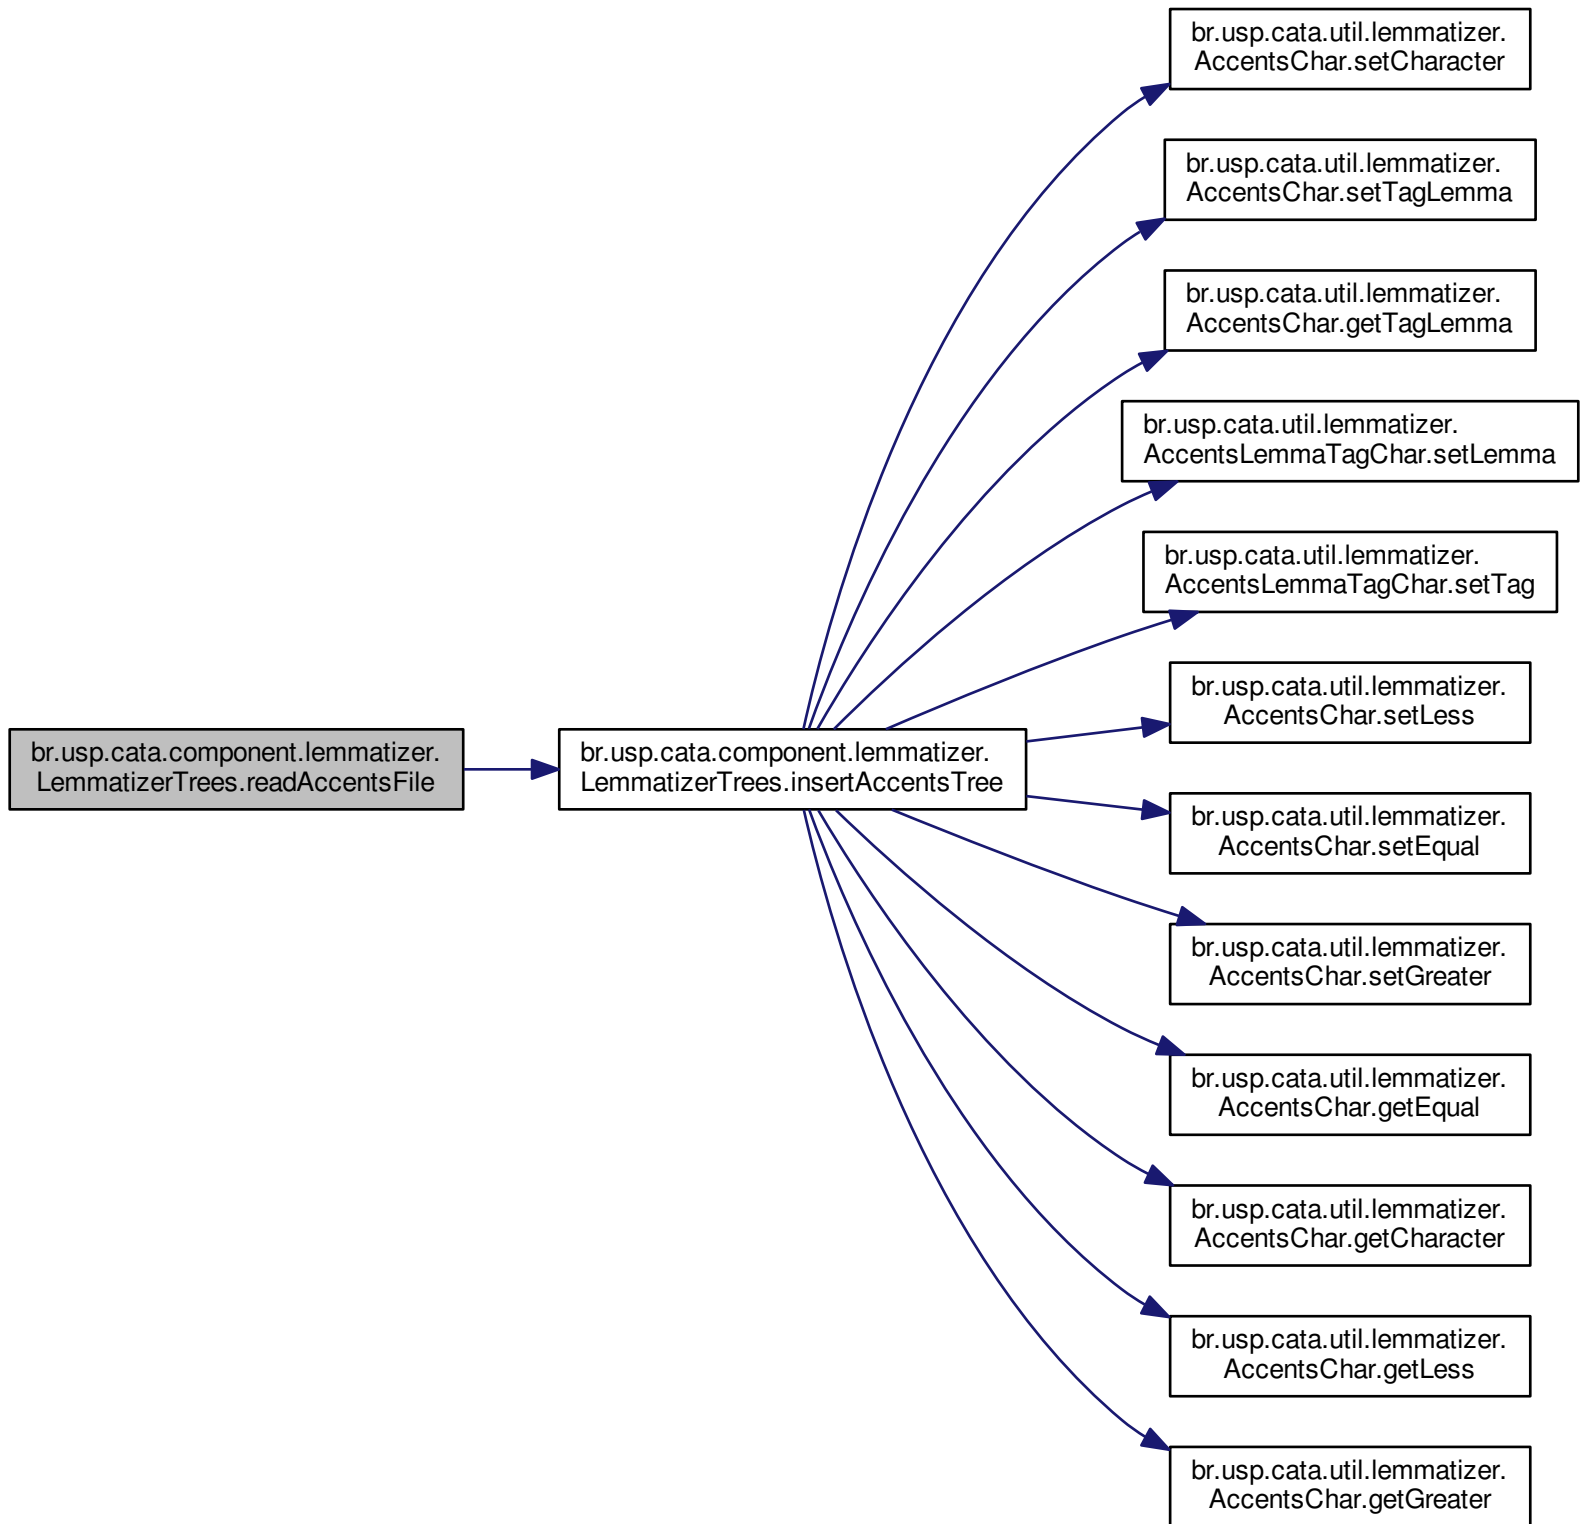 br.usp.cata.util.lemmatizer.
AccentsChar.setCharacter
br.usp.cata.util.lemmatizer.
AccentsChar.setTagLemma
br.usp.cata.util.lemmatizer.
AccentsChar.getTagLemma
br.usp.cata.util.lemmatizer.
AccentsLemmaTagChar.setLemma
br.usp.cata.util.lemmatizer.
AccentsLemmaTagChar.setTag
br.usp.cata.util.lemmatizer.
AccentsChar.setLess
br.usp.cata.component.lemmatizer.
LemmatizerTrees.readAccentsFile
br.usp.cata.component.lemmatizer.
LemmatizerTrees.insertAccentsTree
br.usp.cata.util.lemmatizer.
AccentsChar.setEqual
br.usp.cata.util.lemmatizer.
AccentsChar.setGreater
br.usp.cata.util.lemmatizer.
AccentsChar.getEqual
br.usp.cata.util.lemmatizer.
AccentsChar.getCharacter
br.usp.cata.util.lemmatizer.
AccentsChar.getLess
br.usp.cata.util.lemmatizer.
AccentsChar.getGreater